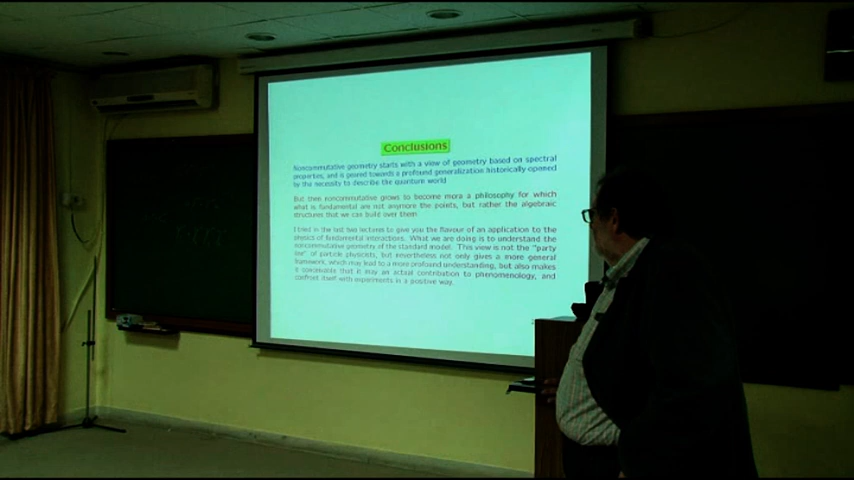 Conclusions
Noncommutative geometry starts with a view of geometry based on spectral
properties, and is geared towards a profound generalization historically opened
by the necessity to describe the quantum world
But then noncommutative grows to become more a philosophy for which
what is fundamental are not anymore the points, but rather the algebraic
structures that we can build over them
I tried in the last two lectures to give you the flavour of an application to the
physics of fundamental interactions. What we are doing is to understand the
noncommutative geometry of the standard model. This view is not the "party
line" of particle physicists, but nevertheless not only gives a more general
framework, which may lead to a more profound understanding, but also makes
it conceivable that it may an actual contribution to phenomenology, and
confront itself with experiments in a positive way.